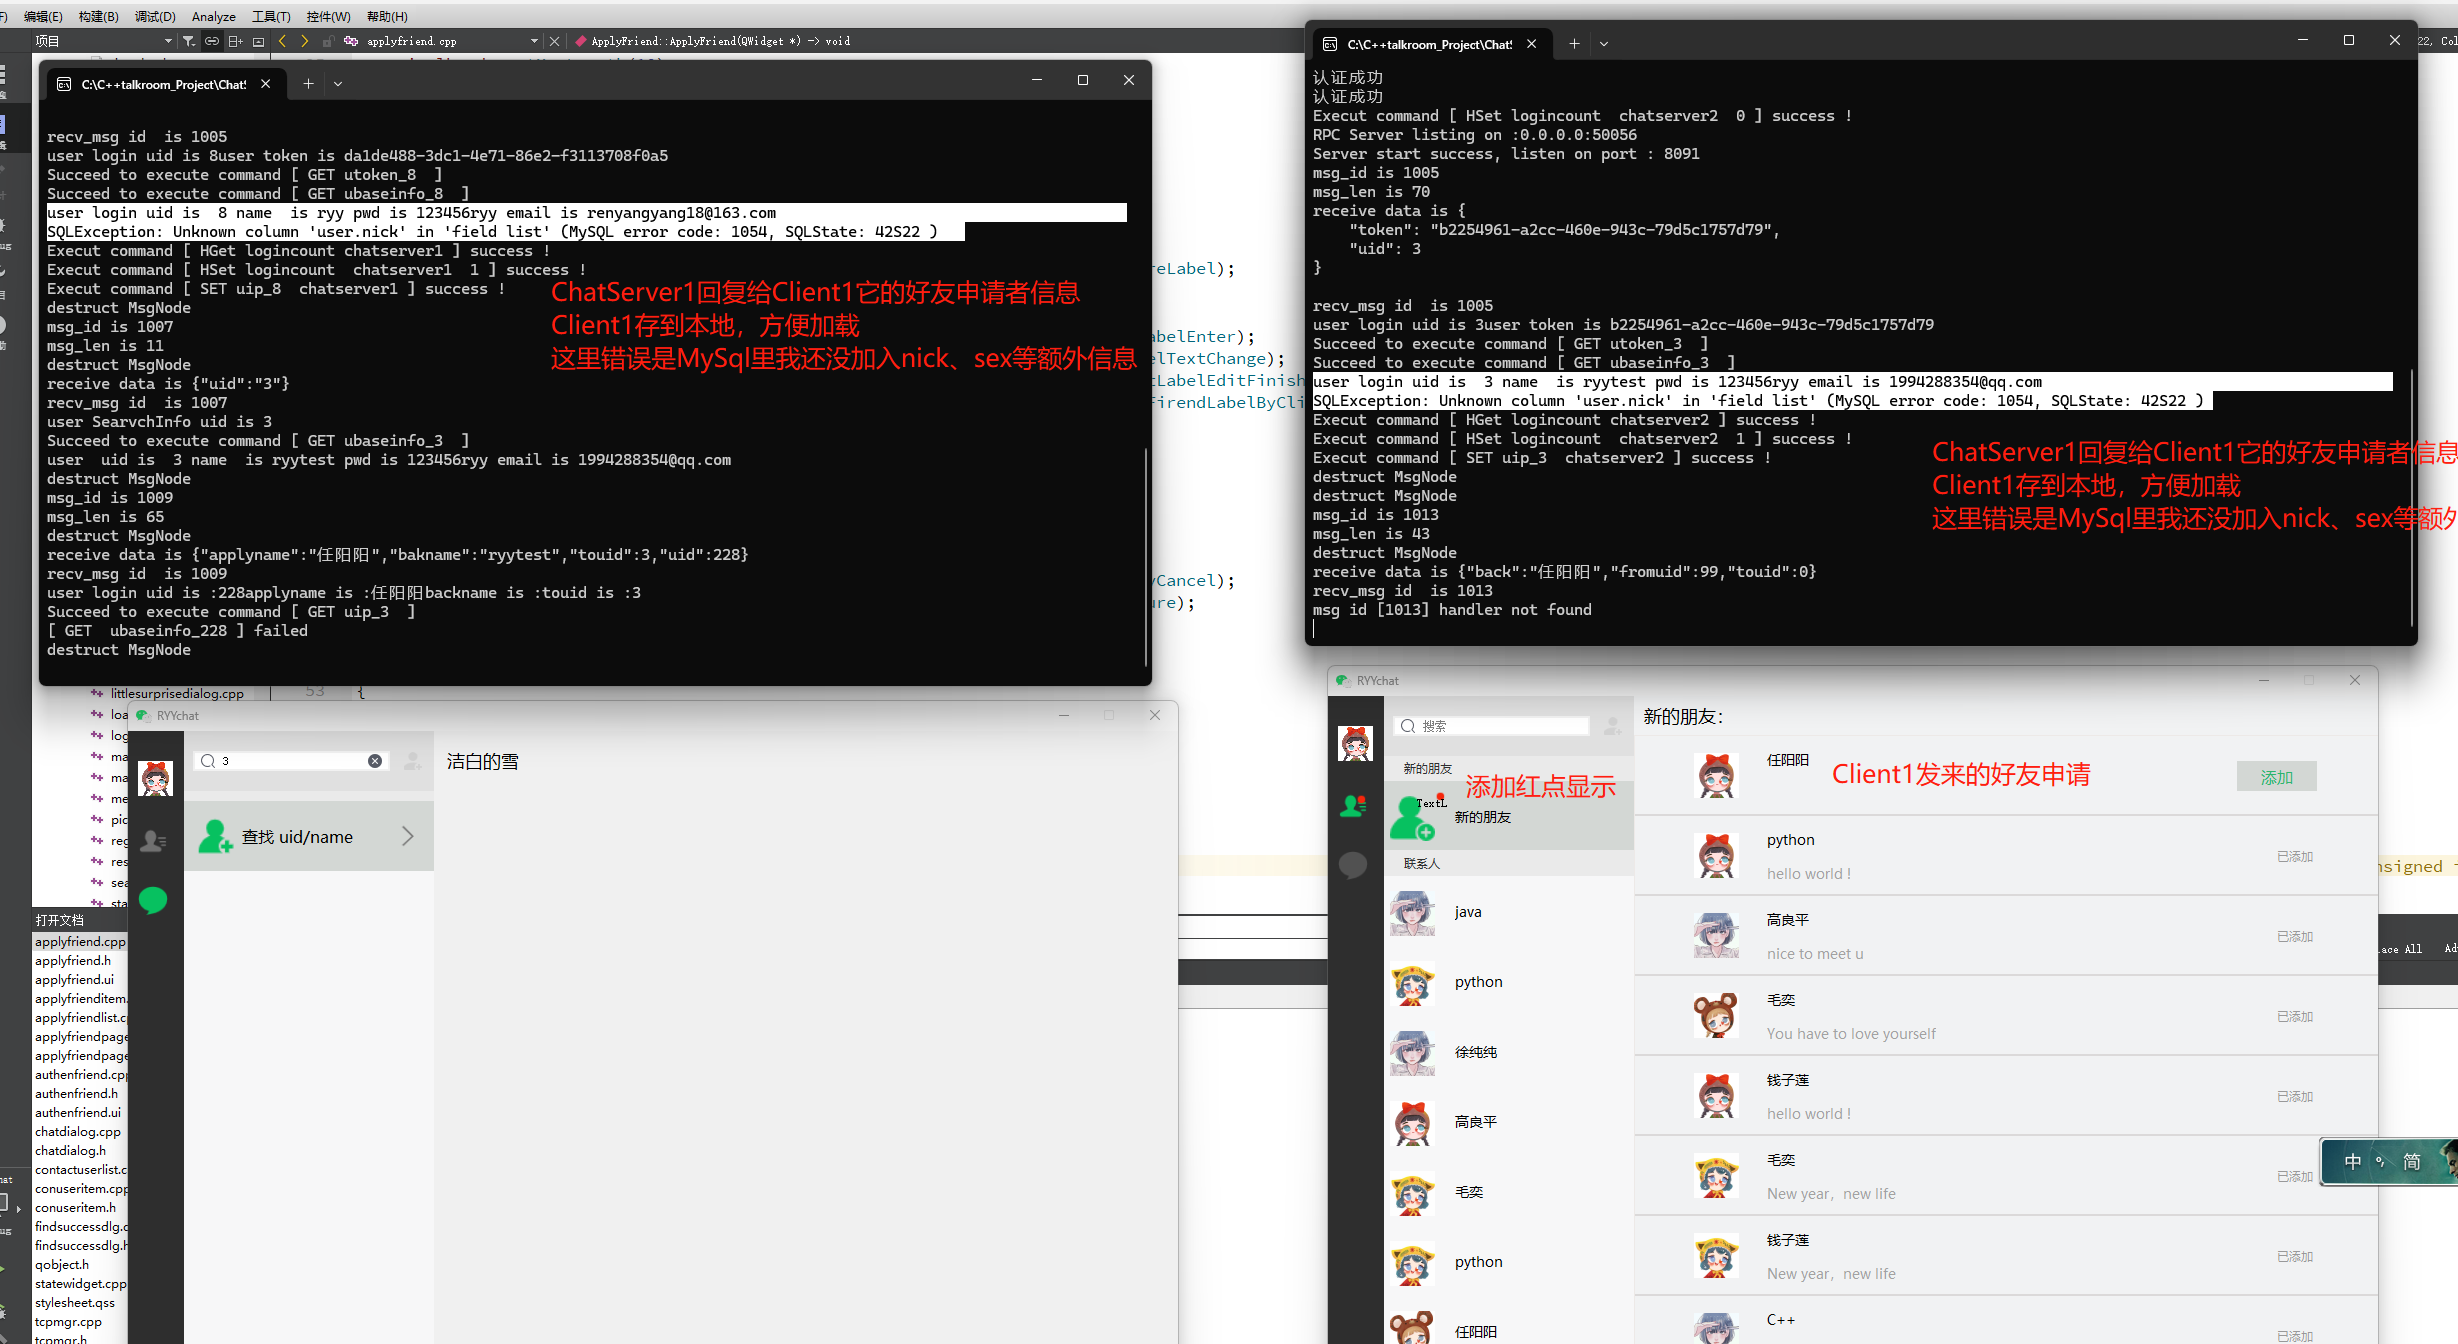 编辑(E) 构建(B) 调试(D) Analyze 工具(T) 控件(W) 帮助(H)
项目
applyfriend.cpp
ApplyFriend::ApplyFriend(QWidget *) -> void
C:\C++talkroom_Project\Chat!
recv_msg id  is 1005
user login uid is 8user token is da1de488-3dc1-4e71-86e2-f3113708f0a5
Succeed to execute command [ GET utoken_8  ]
Succeed to execute command [ GET ubaseinfo_8  ]
user login uid is  8 name  is ryy pwd is 123456ryy email is renyangyang18@163.com
SQLException: Unknown column 'user.nick' in 'field list' (MySQL error code: 1054, SQLState: 42S22 )
Execut command [ HGet logincount chatserver1 ] success !
Execut command [ HSet logincount  chatserver1  1 ] success !
Execut command [ SET uip_8  chatserver1 ] success !
destruct MsgNode
msg_id is 1007
msg_len is 11
destruct MsgNode
receive data is {"uid":"3"}
recv_msg id  is 1007
user SearvchInfo uid is 3
Succeed to execute command [ GET ubaseinfo_3  ]
user  uid is  3 name  is ryytest pwd is 123456ryy email is 1994288354@qq.com
destruct MsgNode
msg_id is 1009
msg_len is 65
destruct MsgNode
receive data is {"applyname":"任阳阳","bakname":"ryytest","touid":3,"uid":228}
recv_msg id  is 1009
user login uid is :228applyname is :任阳阳backname is :touid is :3
Succeed to execute command [ GET uip_3  ]
[ GET  ubaseinfo_228 ] failed
destruct MsgNode
ChatServer1回复给Client1它的好友申请者信息
Client1存到本地，方便加载
这里错误是MySql里我还没加入nick、sex等额外信息
reLabel);
abelEnter);
elTextChange);
tLabelEditFinish
FirendLabelByCli
yCancel);
ure);
C:\C++talkroom_Project\Chat!
认证成功
认证成功
Execut command [ HSet logincount  chatserver2  0 ] success !
RPC Server listing on :0.0.0.0:50056
Server start success, listen on port : 8091
msg_id is 1005
msg_len is 70
receive data is {
"token": "b2254961-a2cc-460e-943c-79d5c1757d79",
"uid": 3
}
recv_msg id  is 1005
user login uid is 3user token is b2254961-a2cc-460e-943c-79d5c1757d79
Succeed to execute command [ GET utoken_3  ]
Succeed to execute command [ GET ubaseinfo_3  ]
user login uid is  3 name  is ryytest pwd is 123456ryy email is 1994288354@qq.com
SQLException: Unknown column 'user.nick' in 'field list' (MySQL error code: 1054, SQLState: 42S22 )
Execut command [ HGet logincount chatserver2 ] success !
Execut command [ HSet logincount  chatserver2  1 ] success !
Execut command [ SET uip_3  chatserver2 ] success !
destruct MsgNode
destruct MsgNode
msg_id is 1013
msg_len is 43
destruct MsgNode
receive data is {"back":"任阳阳","fromuid":99,"touid":0}
recv_msg id  is 1013
msg id [1013] handler not found
ChatServer1回复给Client1它的好友申请者信息
Client1存到本地，方便加载
这里错误是MySql里我还没加入nick、sex等额外
22, Col
littlesurprisedialog.cpp
53 {
loa
log
ma
ma
me
pic
reg
res
sea
sta
打开文档
applyfriend.cpp
applyfriend.h
applyfriend.ui
applyfrienditem.
applyfriendlist.c
applyfriendpage
applyfriendpage
authenfriend.cpp
authenfriend.h
authenfriend.ui
chatdialog.cpp
chatdialog.h
contactuserlist.c
conuseritem.cpp
conuseritem.h
findsuccessdlg.c
findsuccessdlg.h
qobject.h
statewidget.cpp
stylesheet.qss
tcpmgr.cpp
tcpmgr.h
RYYchat
3
洁白的雪
查找 uid/name
RYYchat
搜索
新的朋友
TextL
新的朋友
添加红点显示
联系人
java
python
徐纯纯
高良平
毛奕
python
任阳阳
新的朋友：
任阳阳
Client1发来的好友申请
添加
python
hello world !
已添加
高良平
nice to meet u
已添加
毛奕
You have to love yourself
已添加
钱子莲
hello world !
已添加
毛奕
New year，new life
已添加
钱子莲
New year，new life
已添加
C++
已添加
nsigned
ace All
中 简